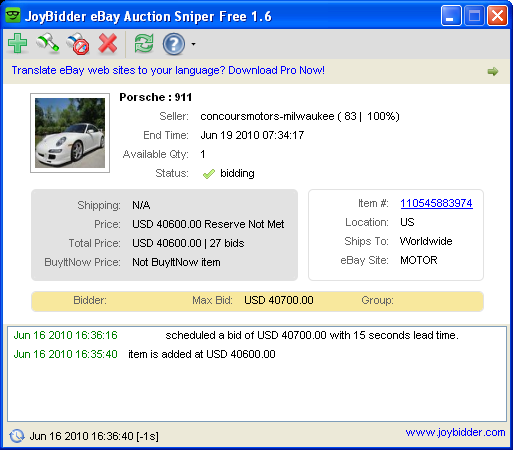 JoyBidder eBay Auction Sniper Free 1.6
Translate eBay web sites to your language? Download Pro Now!
Porsche : 911
Seller: concoursmotors-milwaukee ( 83 | 100%)
End Time: Jun 19 2010 07:34:17
Available Qty: 1
Status: bidding
Shipping: N/A
Price: USD 40600.00 Reserve Not Met
Total Price: USD 40600.00 | 27 bids
BuyItNow Price: Not BuyItNow item
Item #: 110545883974
Location: US
Ships To: Worldwide
eBay Site: MOTOR
Bidder: Max Bid: USD 40700.00 Group:
Jun 16 2010 16:36:16 scheduled a bid of USD 40700.00 with 15 seconds lead time.
Jun 16 2010 16:35:40 item is added at USD 40600.00
Jun 16 2010 16:36:40 [-1s] www.joybidder.com